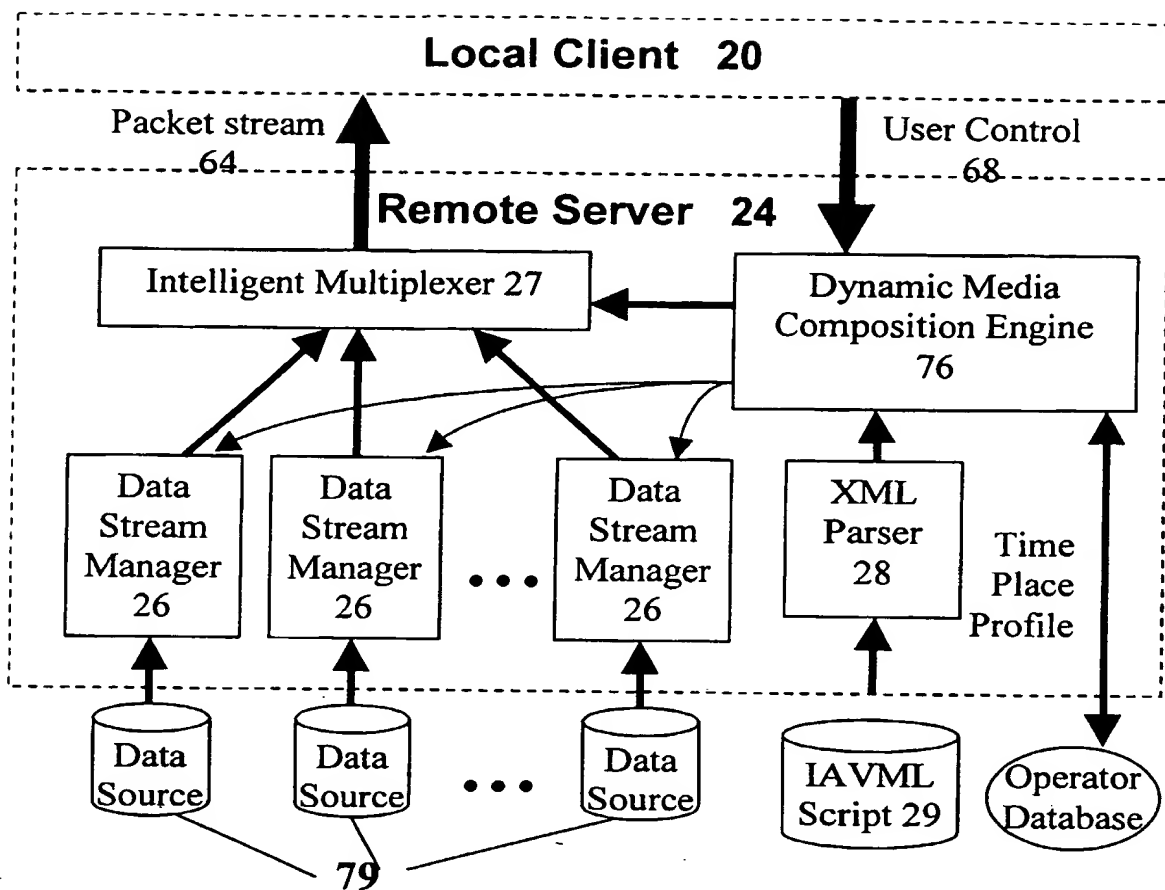 Local Client 20
Packet stream
64
User Control
68
Remote Server 24
Intelligent Multiplexer 27
Dynamic Media
Composition Engine
76
Data
Stream
Manager
26
Data
Stream
Manager
26
Data
Stream
Manager
26
XML
Parser
28
Time
Place
Profile
Data
Source
Data
Source
Data
Source
IAVML
Script 29
Operator
Database
79